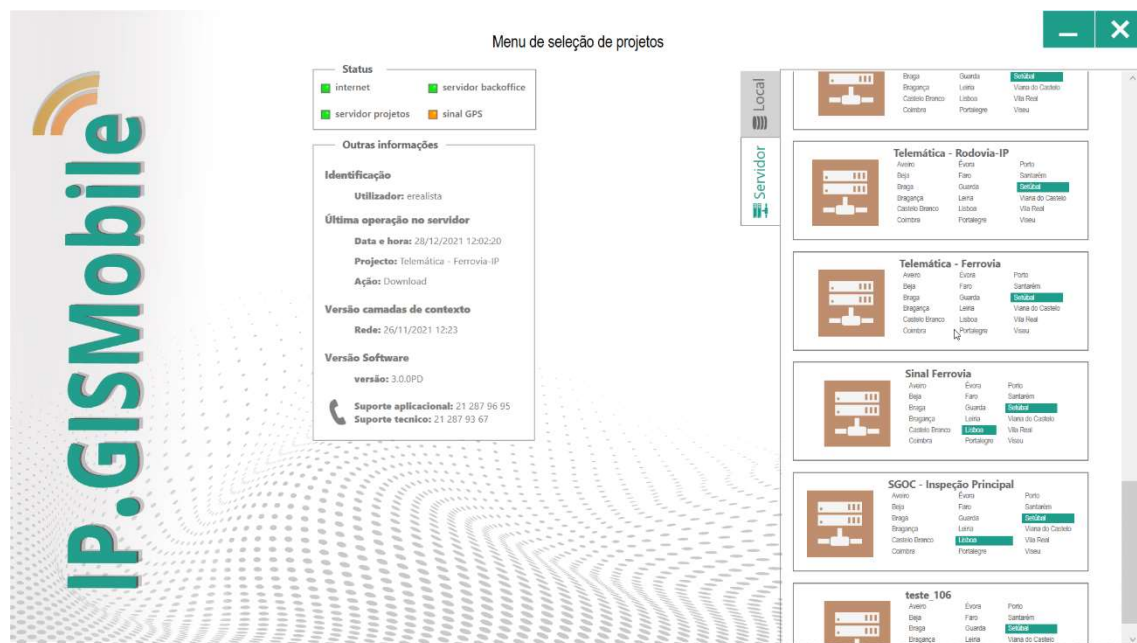 Menu de seleção de projetos
IP.GISMobile
Status
internet
servidor backoffice
servidor projetos
sinal GPS
Outras informações
Identificação
Utilizador: erealista
Última operação no servidor
Data e hora: 28/12/2021 12:02:20
Projecto: Telemática - Ferrovia-IP
Ação: Download
Versão camadas de contexto
Rede: 26/11/2021 12:23
Versão Software
versão: 3.0.0PD
Suporte aplicacional: 21 287 96 95
Suporte tecnico: 21 287 93 67
Local
Servidor
Braga Guarda Setúbal
Bragança Leiria Viana do Castelo
Castelo Branco Lisboa Vila Real
Coimbra Portalegre Viseu
Telemática - Rodovia-IP
Aveiro Évora Porto
Beja Faro Santarém
Braga Guarda Setúbal
Bragança Leiria Viana do Castelo
Castelo Branco Lisboa Vila Real
Coimbra Portalegre Viseu
Telemática - Ferrovia
Aveiro Évora Porto
Beja Faro Santarém
Braga Guarda Setúbal
Bragança Leiria Viana do Castelo
Castelo Branco Lisboa Vila Real
Coimbra Portalegre Viseu
Sinal Ferrovia
Aveiro Évora Porto
Beja Faro Santarém
Braga Guarda Setúbal
Bragança Leiria Viana do Castelo
Castelo Branco Lisboa Vila Real
Coimbra Portalegre Viseu
SGOC - Inspeção Principal
Aveiro Évora Porto
Beja Faro Santarém
Braga Guarda Setúbal
Bragança Leiria Viana do Castelo
Castelo Branco Lisboa Vila Real
Coimbra Portalegre Viseu
teste_106
Aveiro Évora Porto
Beja Faro Santarém
Braga Guarda Setúbal
Bragança Leiria Viana do Castelo